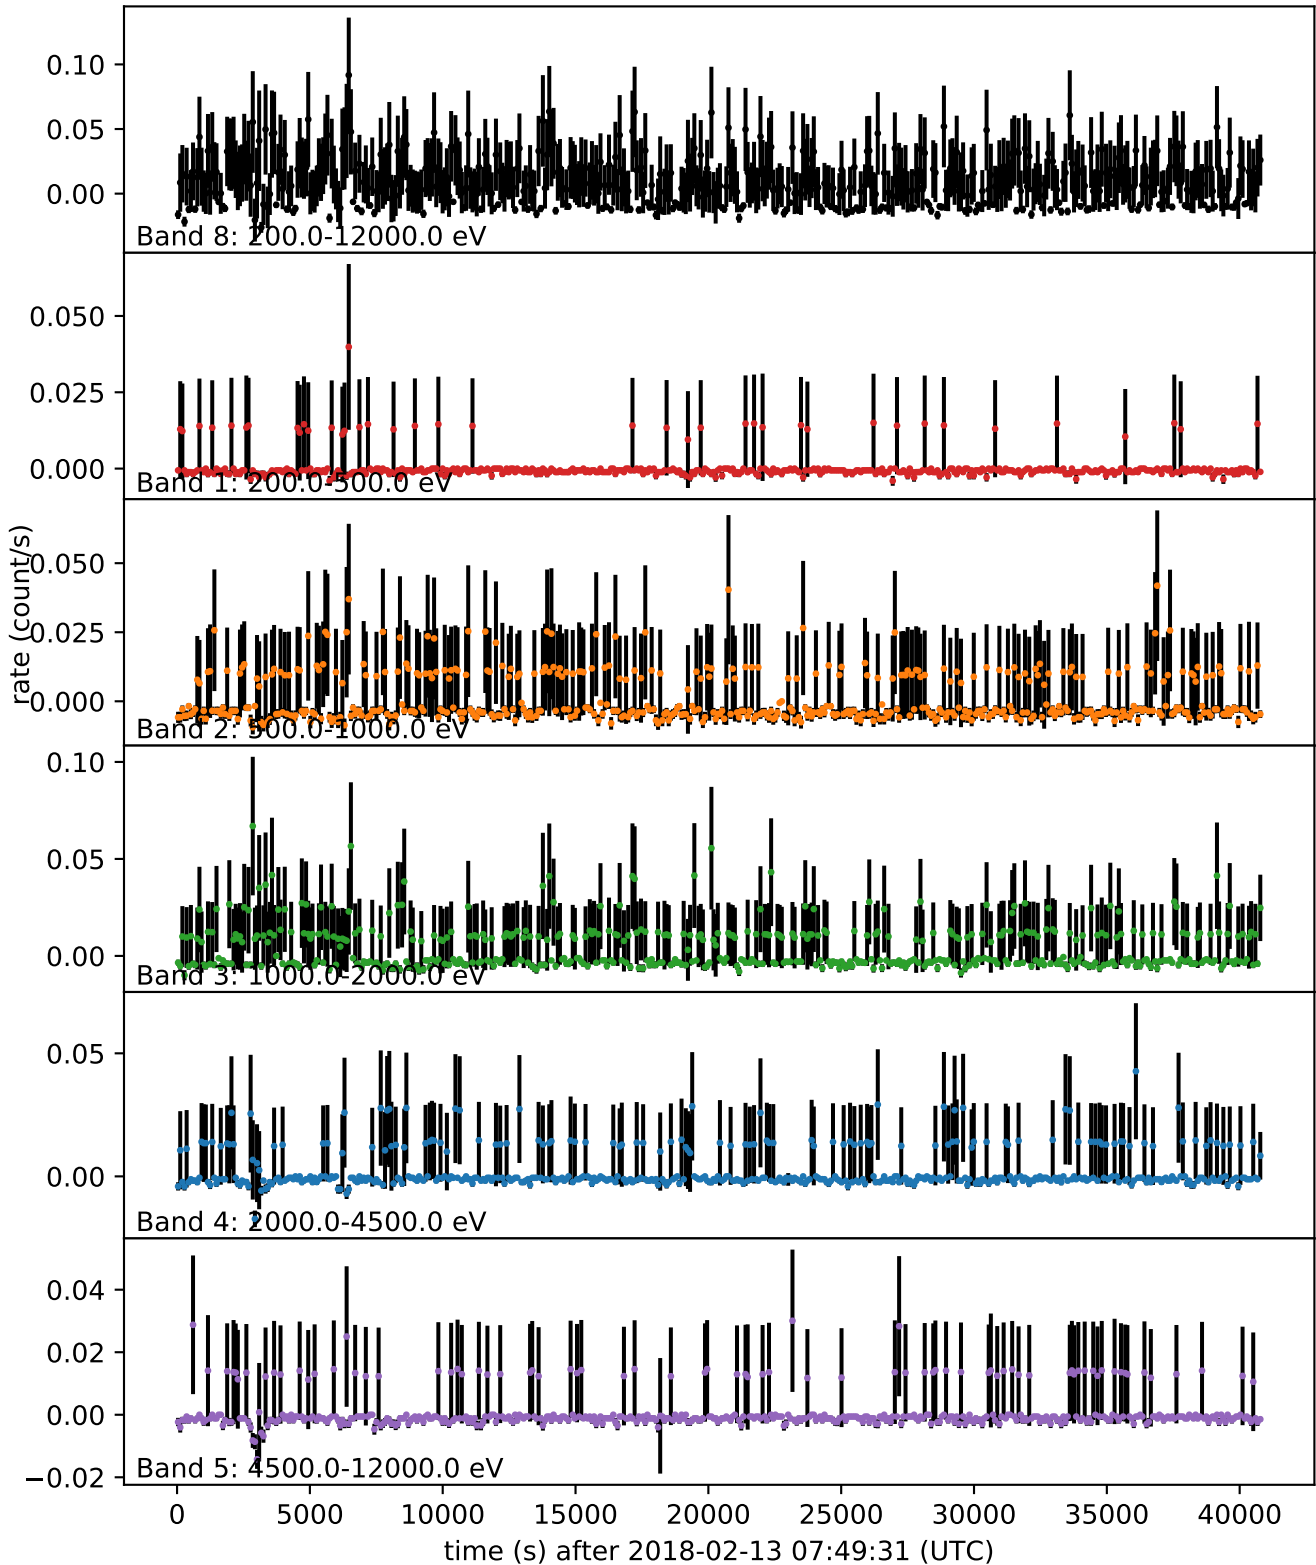 0.10
0.05
0.00
Band 8: 200.0-12000.0 eV
0.050
0.025
0.000
Band 1: 200.0-500.0 eV
rate (count/s)
0.050
0.025
0.000
Band 2: 500.0-1000.0 eV
0.10
0.05
0.00
Band 3: 1000.0-2000.0 eV
0.05
0.00
Band 4: 2000.0-4500.0 eV
0.04
0.02
0.00
−0.02
Band 5: 4500.0-12000.0 eV
0 5000 10000 15000 20000 25000 30000 35000 40000
time (s) after 2018-02-13 07:49:31 (UTC)